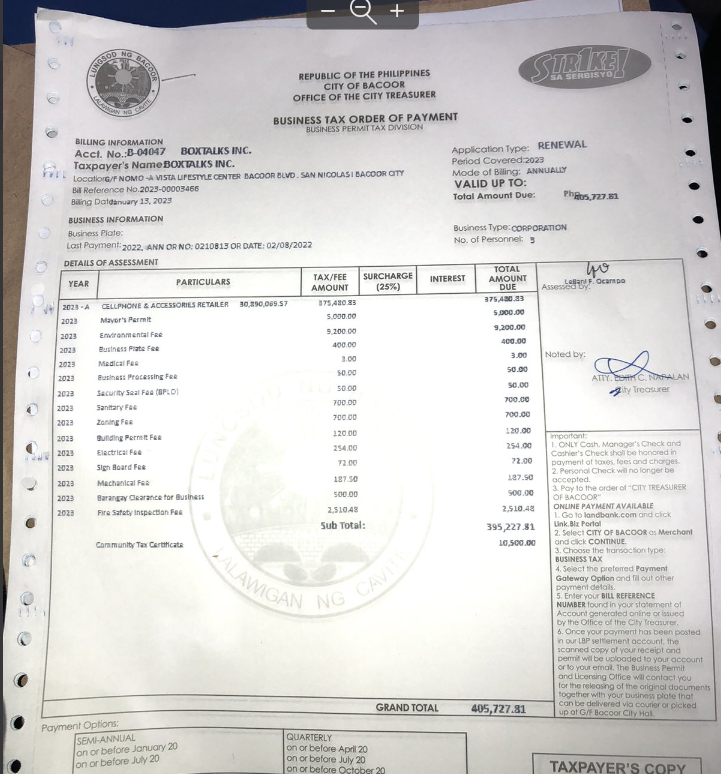 LUNGSOD NG BACOOR
LALAWIGAN NG CAVITE
STR1KE!
SA SERBISYO
REPUBLIC OF THE PHILIPPINES
CITY OF BACOOR
OFFICE OF THE CITY TREASURER
BUSINESS TAX ORDER OF PAYMENT
BUSINESS PERMIT TAX DIVISION
BILLING INFORMATION
Acct. No.:B-04047 BOXTALKS INC.
Taxpayer's Name:BOXTALKS INC.
Location:G/F NOMO -A VISTA LIFESTYLE CENTER BACOOR BLVD. SAN NICOLAS I BACOOR CITY
Bill Reference No.2023-00003466
Billing Date:January 13, 2023
Application Type: RENEWAL
Period Covered:2023
Mode of Billing: ANNUALLY
VALID UP TO:
Total Amount Due: Php405,727.81
BUSINESS INFORMATION
Business Plate:
Last Payment: 2022, ANN OR NO: 0210813 OR DATE: 02/08/2022
Business Type: CORPORATION
No. of Personnel: 3
DETAILS OF ASSESSMENT
YEAR PARTICULARS TAX/FEE AMOUNT SURCHARGE (25%) INTEREST TOTAL AMOUNT DUE
2023 - A CELLPHONE & ACCESSORIES RETAILER 30,890,069.57 375,480.83 375,480.83
2023 Mayor's Permit 5,000.00 5,000.00
2023 Environmental Fee 9,200.00 9,200.00
2023 Business Plate Fee 400.00 400.00
2023 Medical Fee 3.00 3.00
2023 Business Processing Fee 50.00 50.00
2023 Security Seal Fee (BPLO) 50.00 50.00
2023 Sanitary Fee 700.00 700.00
2023 Zoning Fee 700.00 700.00
2023 Building Permit Fee 120.00 120.00
2023 Electrical Fee 254.00 254.00
2023 Sign Board Fee 72.00 72.00
2023 Mechanical Fee 187.50 187.50
2023 Barangay Clearance for Business 500.00 500.00
2023 Fire Safety Inspection Fee 2,510.48 2,510.48
Sub Total: 395,227.81
Community Tax Certificate 10,500.00
LALAWIGAN NG CAVITE
GRAND TOTAL 405,727.81
Leilani F. Ocampo
Assessed by:
Noted by:
ATTY. EDITH C. NAPALAN
City Treasurer
Important:
1. ONLY Cash, Manager's Check and
Cashier's Check shall be honored in
payment of taxes, fees and charges.
2. Personal Check will no longer be
accepted.
3. Pay to the order of "CITY TREASURER
OF BACOOR"
ONLINE PAYMENT AVAILABLE
1. Go to landbank.com and click
Link.Biz Portal
2. Select CITY OF BACOOR as Merchant
and click CONTINUE.
3. Choose the transaction type:
BUSINESS TAX
4. Select the preferred Payment
Gateway Option and fill out other
payment details.
5. Enter your BILL REFERENCE
NUMBER found in your statement of
Account generated online or issued
by the Office of the City Treasurer.
6. Once your payment has been posted
in our LBP settlement account, the
scanned copy of your receipt and
permit will be uploaded to your account
or to your email. The Business Permit
and Licensing Office will contact you
for the releasing of the original documents
together with your business plate that
can be delivered via courier or picked
up at G/F Bacoor City Hall.
Payment Options:
SEMI-ANNUAL
on or before January 20
on or before July 20
QUARTERLY
on or before April 20
on or before July 20
on or before October 20
TAXPAYER'S COPY